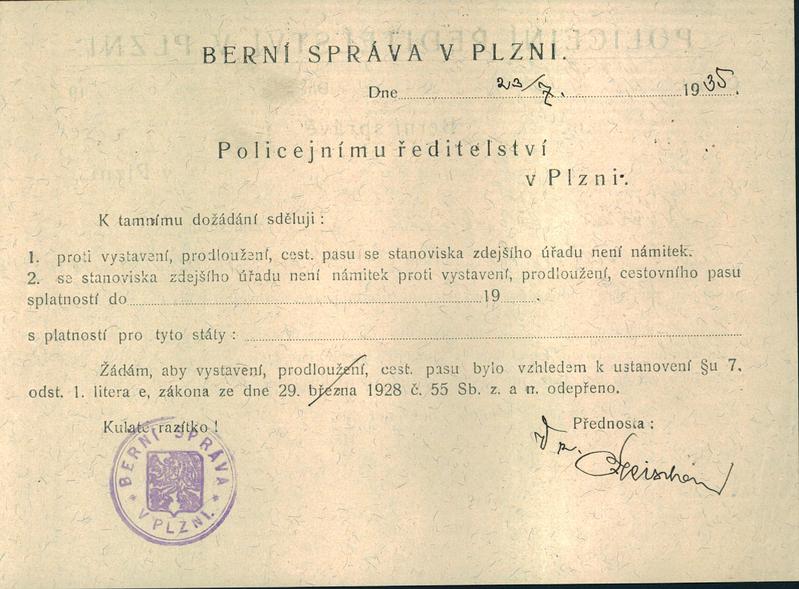 BERNÍ SPRÁVA V PLZNI.
Dne 23/7. 1935.
Policejnímu ředitelství
v Plzni.
K tamnímu dožádání sděluji :
1. proti vystavení, prodloužení, cest. pasu se stanoviska zdejšího úřadu není námitek.
2. se stanoviska zdejšího úřadu není námitek proti vystavení, prodloužení, cestovního pasu
splatností do 19 .
s platností pro tyto státy :
Žádám, aby vystavení, prodloužení, cest. pasu bylo vzhledem k ustanovení §u 7.
odst. 1. litera e, zákona ze dne 29. března 1928 č. 55 Sb. z. a n. odepřeno.
Kulaté razítko !
Přednosta :
BERNÍ SPRÁVA
V PLZNI.